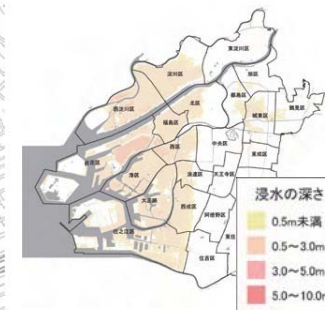 東淀川区
淀川区
旭区
西淀川区
北区
都島区
鶴見区
城東区
福島区
此花区
西区
中央区
東成区
港区
浪速区
天王寺区
大正区
西成区
阿倍野区
住之江区
住吉区
浸水の深さ
0.5m未満
0.5～3.0m
3.0～5.0m
5.0～10.0m